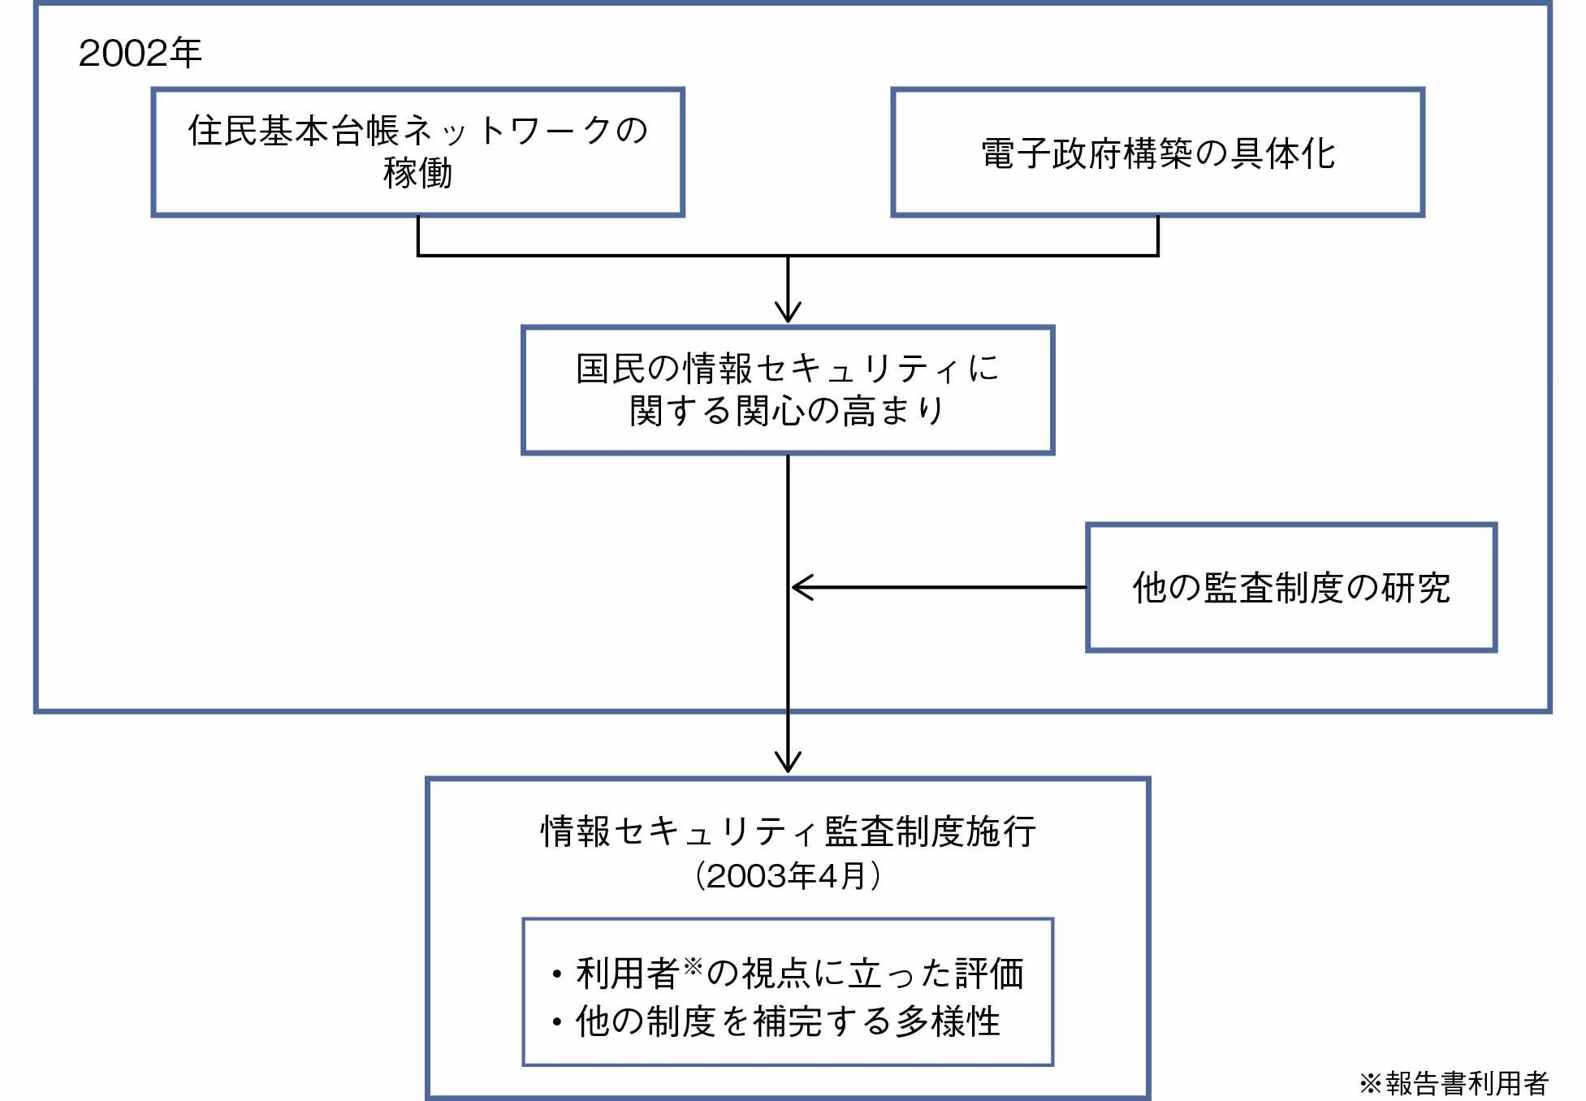 2002年
住民基本台帳ネットワークの
稼働
電子政府構築の具体化
国民の情報セキュリティに
関する関心の高まり
他の監査制度の研究
情報セキュリティ監査制度施行
（2003年4月）
・利用者※の視点に立った評価
・他の制度を補完する多様性
※報告書利用者